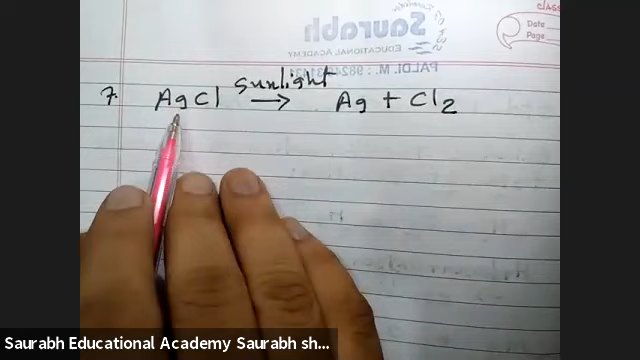 Saurabh
EDUCATIONAL ACADEMY
PALDI. M. :
Date
Page
7. AgCl Sunlight → Ag + Cl2
Saurabh Educational Academy Saurabh sh...